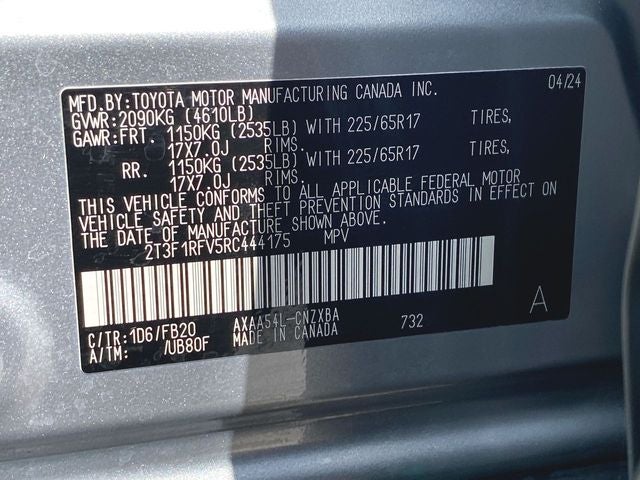 MFD.BY:TOYOTA MOTOR MANUFACTURING CANADA INC. 04/24
GVWR:2090KG (4610LB)
GAWR:FRT. 1150KG (2535LB) WITH 225/65R17 TIRES,
17X7.0J RIMS.
RR. 1150KG (2535LB) WITH 225/65R17 TIRES,
17X7.0J RIMS.
THIS VEHICLE CONFORMS TO ALL APPLICABLE FEDERAL MOTOR
VEHICLE SAFETY AND THEFT PREVENTION STANDARDS IN EFFECT ON
THE DATE OF MANUFACTURE SHOWN ABOVE.
2T3F1RFV5RC444175 MPV
A
C/TR:1D6/FB20 AXAA54L-CNZXBA 732
A/TM: /UB80F MADE IN CANADA